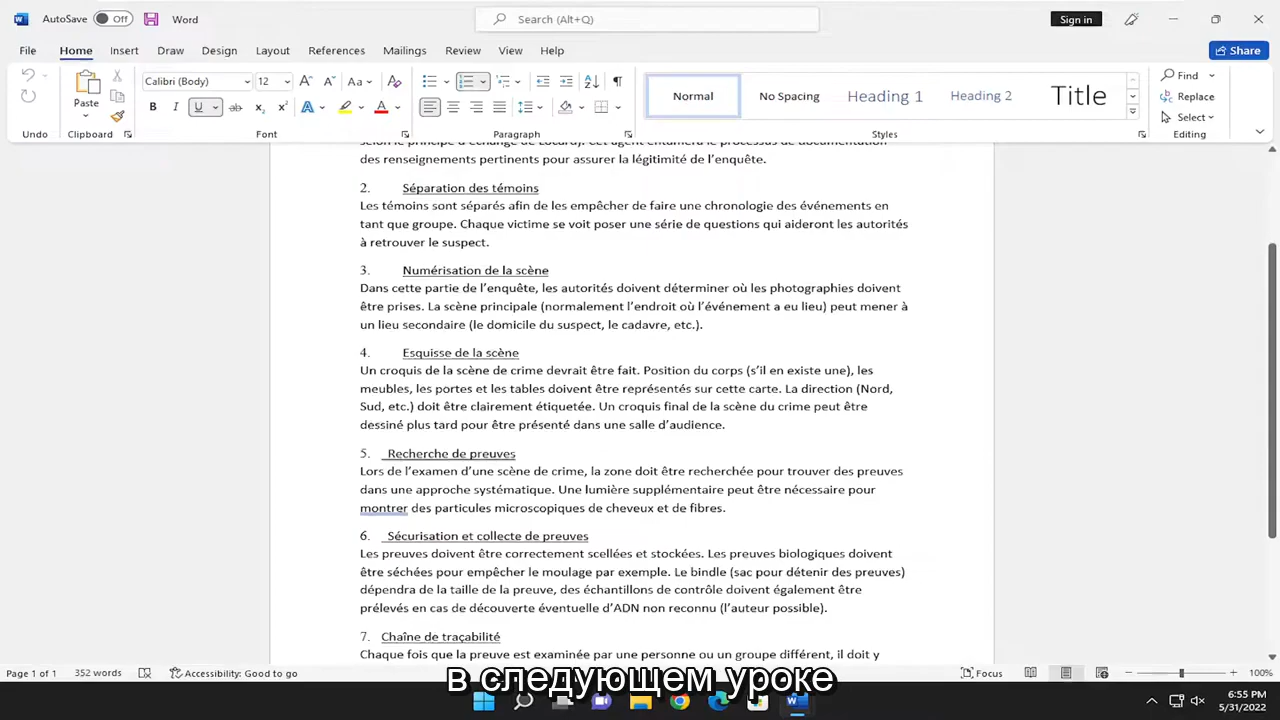 AutoSave Off Word Search (Alt+Q) Sign in
File Home Insert Draw Design Layout References Mailings Review View Help Share
Paste Calibri (Body) 12 Normal No Spacing Heading 1 Heading 2 Title Find
Replace
Select
Undo Clipboard Font Paragraph Styles Editing
selon le principe d'échange de Locard). Cet agent entamera le processus de documentation
des renseignements pertinents pour assurer la légitimité de l'enquête.
2. Séparation des témoins
Les témoins sont séparés afin de les empêcher de faire une chronologie des événements en
tant que groupe. Chaque victime se voit poser une série de questions qui aideront les autorités
à retrouver le suspect.
3. Numérisation de la scène
Dans cette partie de l'enquête, les autorités doivent déterminer où les photographies doivent
être prises. La scène principale (normalement l'endroit où l'événement a eu lieu) peut mener à
un lieu secondaire (le domicile du suspect, le cadavre, etc.).
4. Esquisse de la scène
Un croquis de la scène de crime devrait être fait. Position du corps (s'il en existe une), les
meubles, les portes et les tables doivent être représentés sur cette carte. La direction (Nord,
Sud, etc.) doit être clairement étiquetée. Un croquis final de la scène du crime peut être
dessiné plus tard pour être présenté dans une salle d'audience.
5. Recherche de preuves
Lors de l'examen d'une scène de crime, la zone doit être recherchée pour trouver des preuves
dans une approche systématique. Une lumière supplémentaire peut être nécessaire pour
montrer des particules microscopiques de cheveux et de fibres.
6. Sécurisation et collecte de preuves
Les preuves doivent être correctement scellées et stockées. Les preuves biologiques doivent
être séchées pour empêcher le moulage par exemple. Le bindle (sac pour détenir des preuves)
dépendra de la taille de la preuve, des échantillons de contrôle doivent également être
prélevés en cas de découverte éventuelle d'ADN non reconnu (l'auteur possible).
7. Chaîne de traçabilité
Chaque fois que la preuve est examinée par une personne ou un groupe différent, il doit y
Page 1 of 1 352 words Accessibility: Good to go Focus 100%
в следующем уроке
6:55 PM
5/31/2022